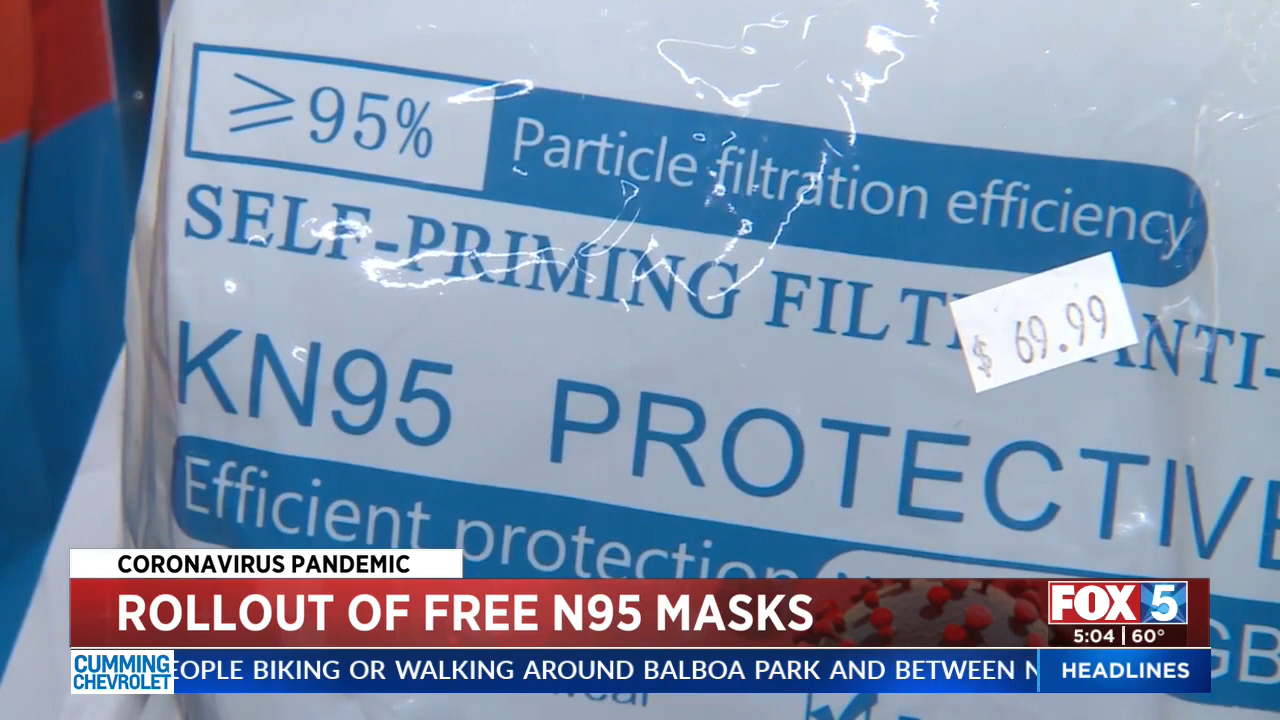 ≥95% Particle filtration efficiency
SELF-PRIMING FILT ANTI-
$ 69.99
KN95 PROTECTIVE
Efficient protection
CORONAVIRUS PANDEMIC
ROLLOUT OF FREE N95 MASKS
FOX 5
5:04 | 60°
GB
CUMMING CHEVROLET
EOPLE BIKING OR WALKING AROUND BALBOA PARK AND BETWEEN N
HEADLINES